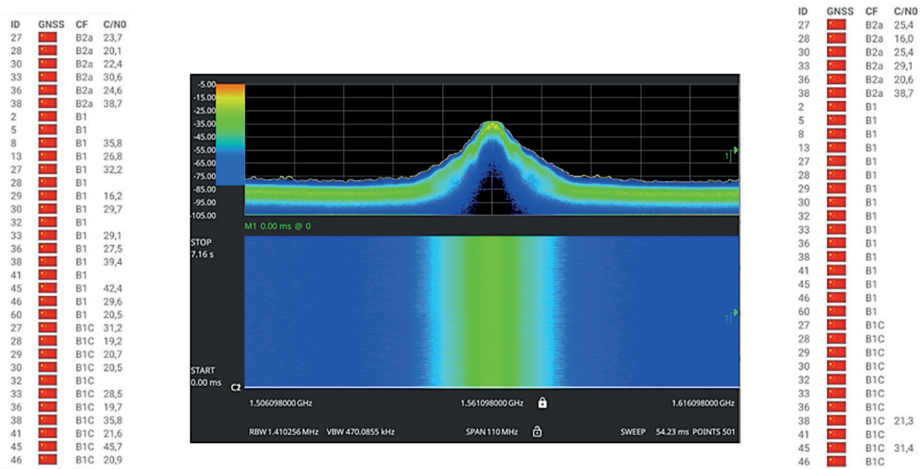 ID GNSS CF C/N0
27 B2a 23,7
28 B2a 20,1
30 B2a 22,4
33 B2a 30,6
36 B2a 24,6
38 B2a 38,7
2 B1
5 B1
8 B1 35,8
13 B1 26,8
27 B1 32,2
28 B1
29 B1 16,2
30 B1 29,7
32 B1
33 B1 29,1
36 B1 27,5
38 B1 39,4
41 B1
45 B1 42,4
46 B1 29,6
60 B1 20,5
27 B1C 31,2
28 B1C 19,2
29 B1C 20,7
30 B1C 20,5
32 B1C
33 B1C 28,5
36 B1C 19,7
38 B1C 35,8
41 B1C 21,6
45 B1C 45,7
46 B1C 20,9
-5.00
-15.00
-25.00
-35.00
-45.00
-55.00
-65.00
-75.00
-85.00
-95.00
-105.00
1
M1 0.00 ms @ 0
STOP
7.16 s
1
START
0.00 ms
C2
1.506098000 GHz 1.561098000 GHz 1.616098000 GHz
RBW 1.410256 MHz VBW 470.0855 kHz SPAN 110 MHz SWEEP 54.23 ms POINTS 501
ID GNSS CF C/N0
27 B2a 25,4
28 B2a 16,0
30 B2a 25,4
33 B2a 29,1
36 B2a 20,6
38 B2a 38,7
2 B1
5 B1
8 B1
13 B1
27 B1
28 B1
29 B1
30 B1
32 B1
33 B1
36 B1
38 B1
41 B1
45 B1
46 B1
60 B1
27 B1C
28 B1C
29 B1C
30 B1C
32 B1C
33 B1C
36 B1C
38 B1C 21,3
41 B1C
45 B1C 31,4
46 B1C